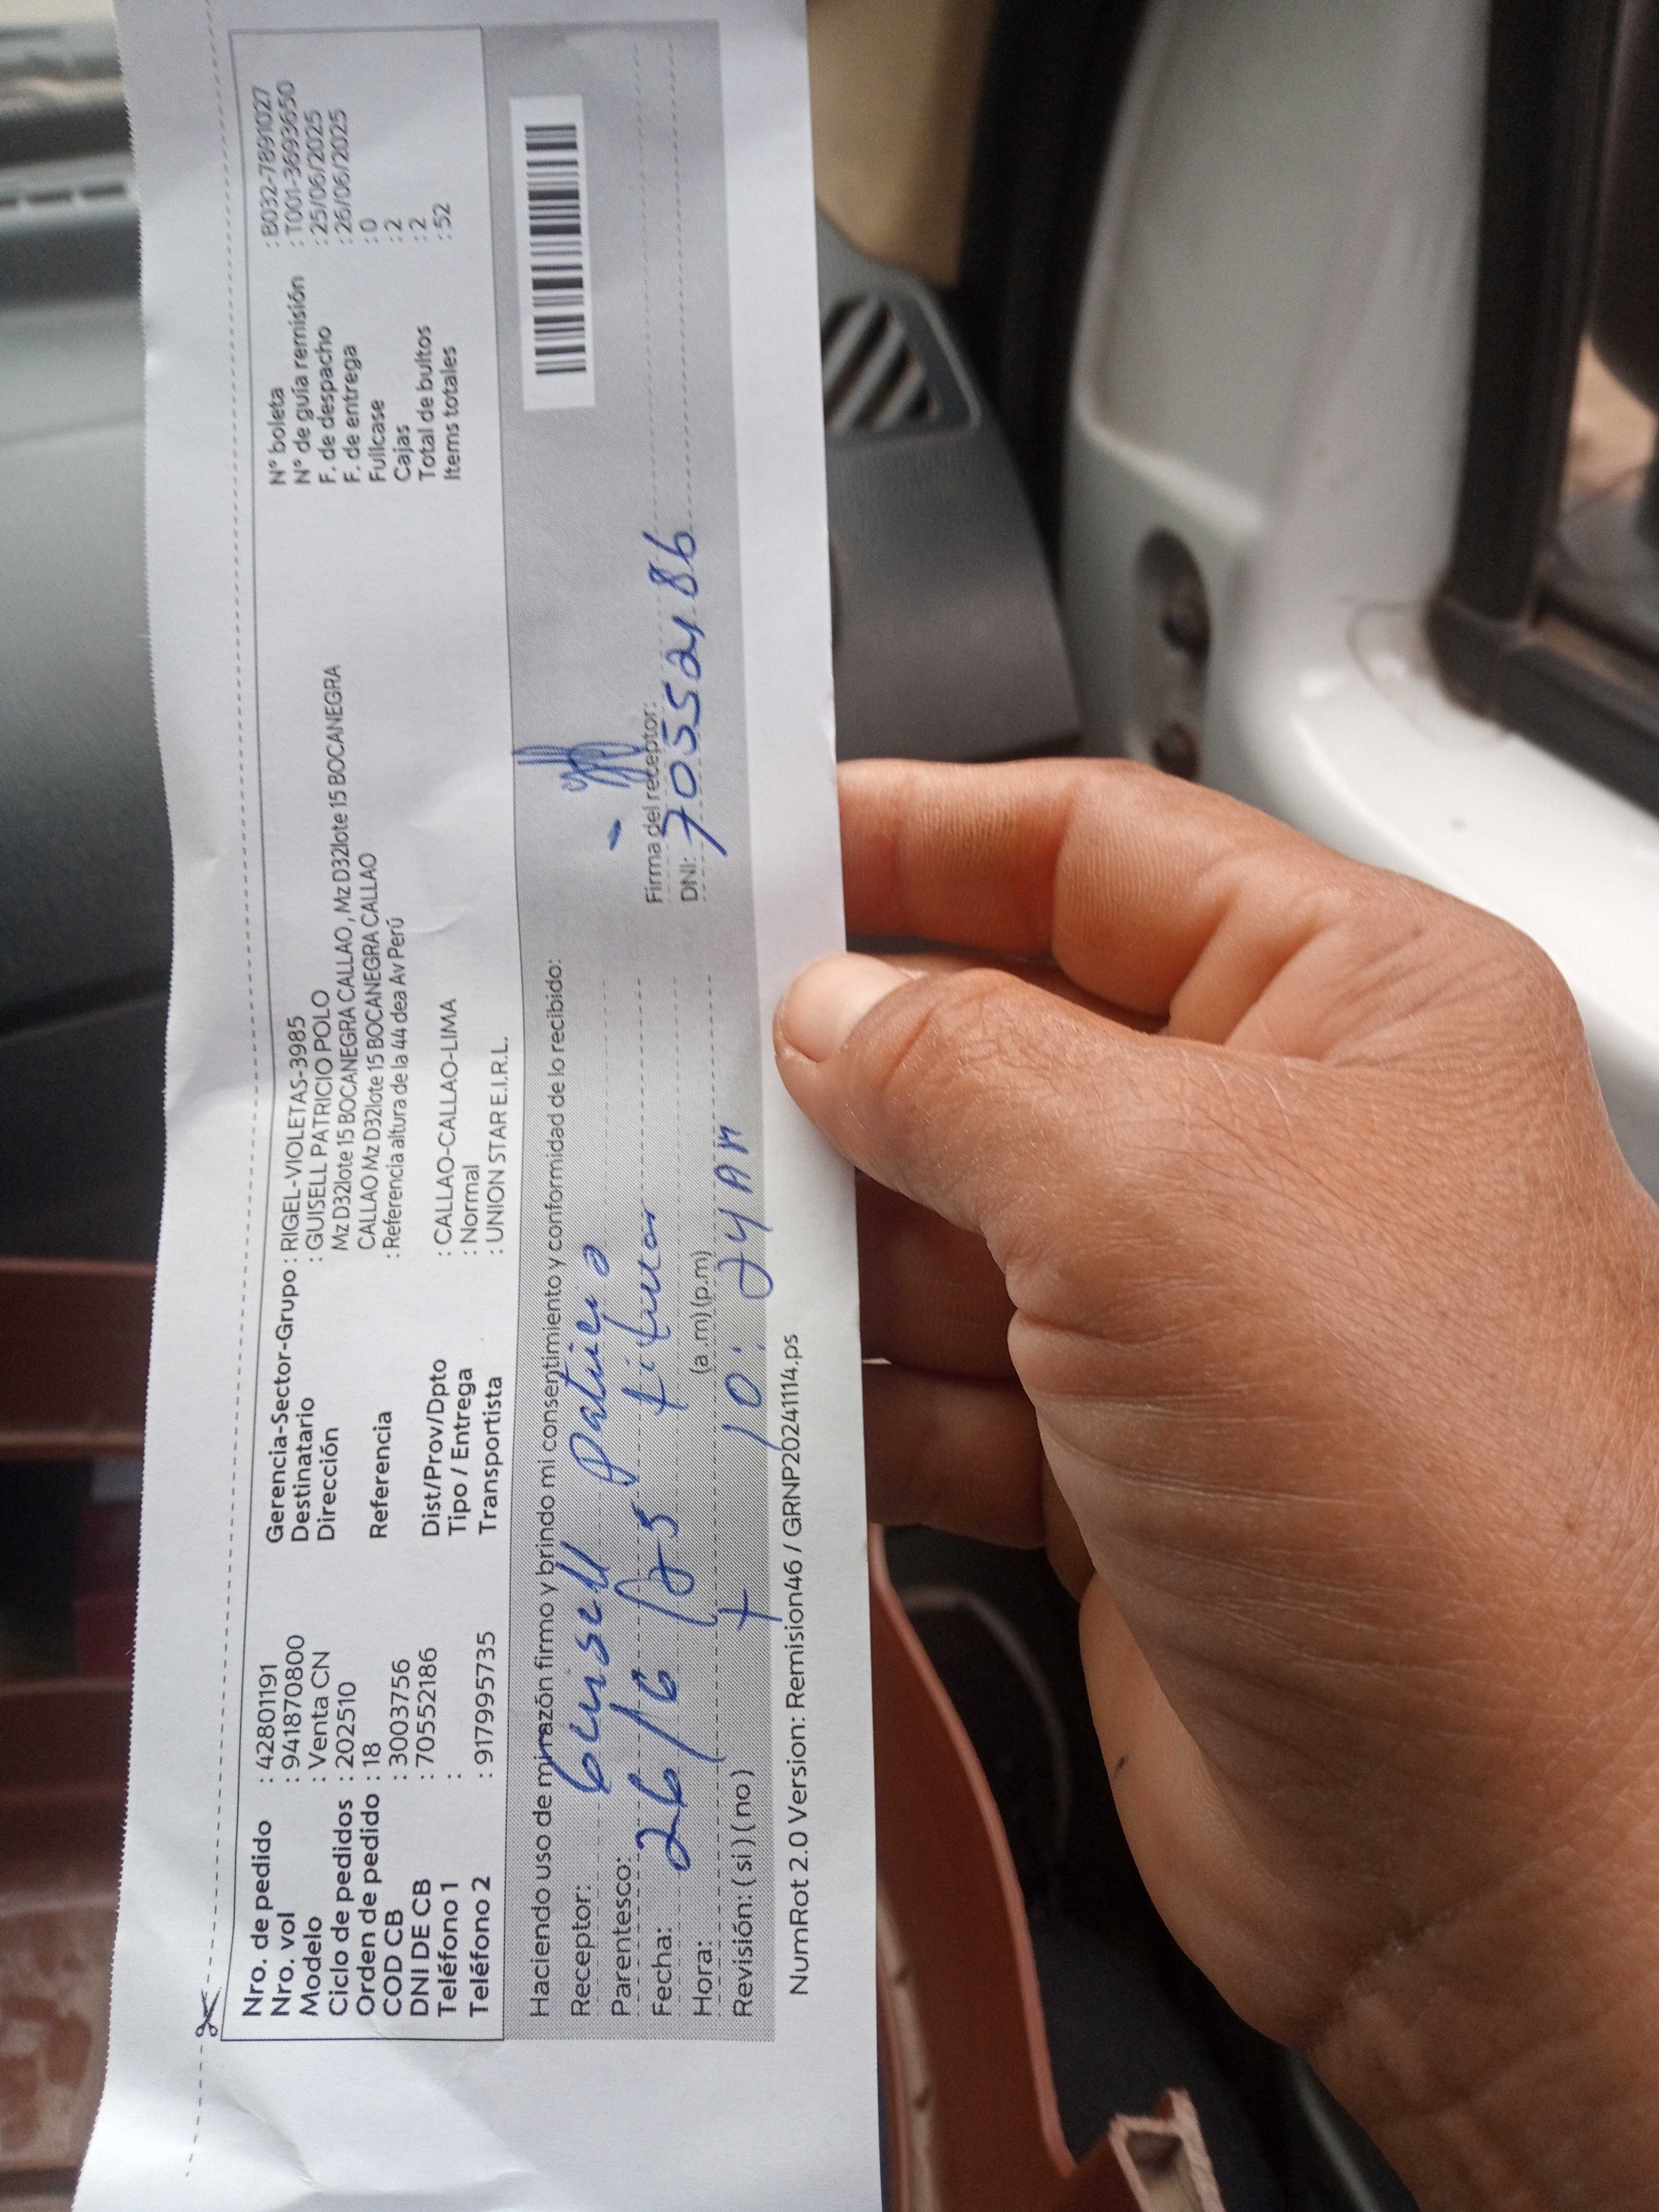 Nro. de pedido : 42801191
Nro. vol : 941870800
Modelo : Venta CN
Ciclo de pedidos : 202510
Orden de pedido : 18
COD CB : 3003756
DNI DE CB : 70552186
Teléfono 1 :
Teléfono 2 : 917995735
Gerencia-Sector-Grupo : RIGEL-VIOLETAS-3985
Destinatario : GUISELL PATRICIO POLO
Dirección Mz D32lote 15 BOCANEGRA CALLAO , Mz D32lote 15 BOCANEGRA
CALLAO Mz D32lote 15 BOCANEGRA CALLAO
Referencia : Referencia altura de la 44 dea Av Perú
Dist/Prov/Dpto : CALLAO-CALLAO-LIMA
Tipo / Entrega : Normal
Transportista : UNION STAR E.I.R.L.
N° boleta : B032-7891027
N° de guía remisión : T001-36993650
F. de despacho : 25/06/2025
F. de entrega : 26/06/2025
Fullcase : 0
Cajas : 2
Total de bultos : 2
Items totales : 52
Haciendo uso de mi razón firmo y brindo mi consentimiento y conformidad de lo recibido:
Receptor: Guisell Patricio
Parentesco: titular
Fecha: 26/6/25
Hora: (a.m) (p.m) 10:24 AM
Revisión: ( si ) ( no )
Firma del receptor:
DNI: 70552186
NumRot 2.0 Version: Remision46 / GRNP20241114.ps